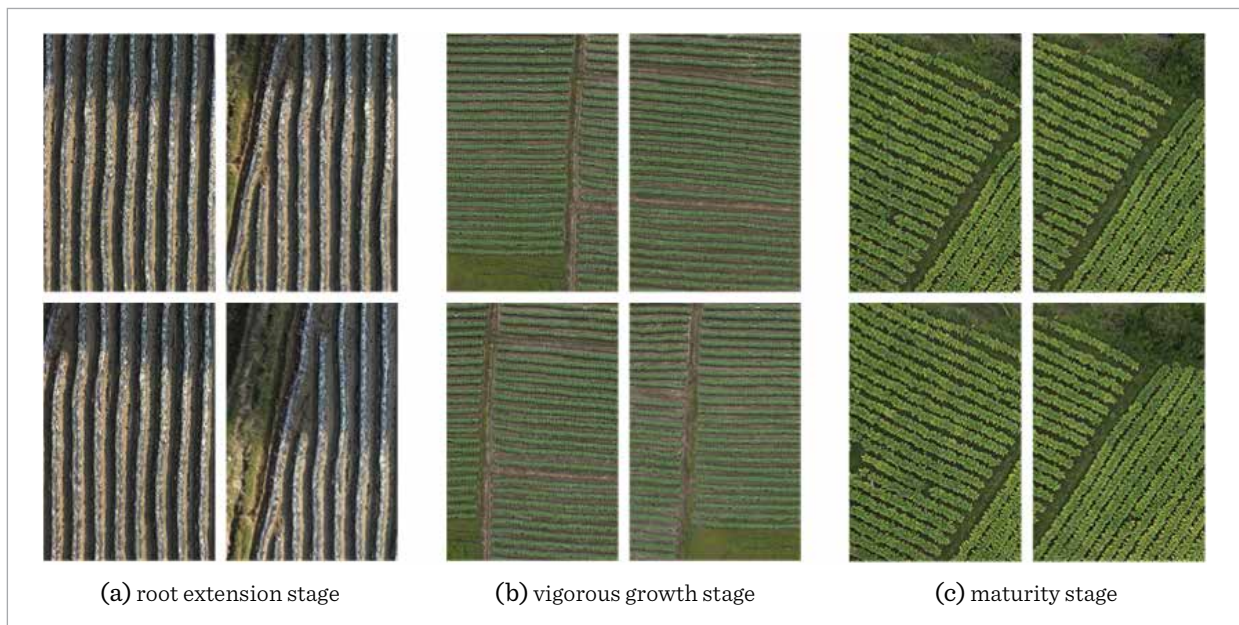 (a) root extension stage
(b) vigorous growth stage
(c) maturity stage